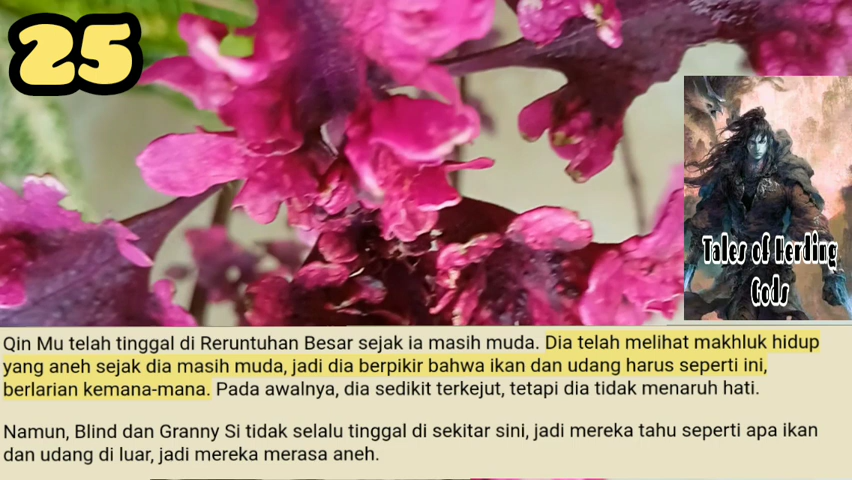 25
Tales of Herding
Gods
Qin Mu telah tinggal di Reruntuhan Besar sejak ia masih muda. Dia telah melihat makhluk hidup
yang aneh sejak dia masih muda, jadi dia berpikir bahwa ikan dan udang harus seperti ini,
berlarian kemana-mana. Pada awalnya, dia sedikit terkejut, tetapi dia tidak menaruh hati.
Namun, Blind dan Granny Si tidak selalu tinggal di sekitar sini, jadi mereka tahu seperti apa ikan
dan udang di luar, jadi mereka merasa aneh.